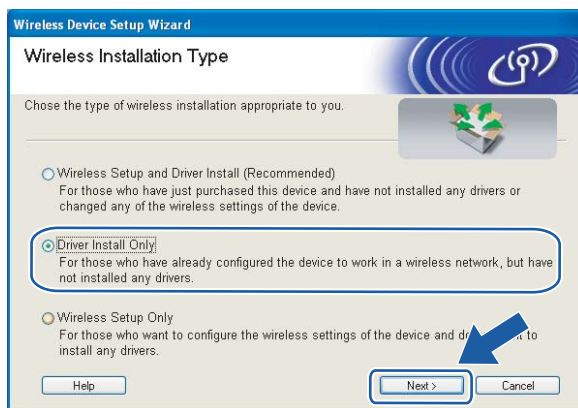 Wireless Device Setup Wizard
Wireless Installation Type
Chose the type of wireless installation appropriate to you.
Wireless Setup and Driver Install (Recommended)
For those who have just purchased this device and have not installed any drivers or
changed any of the wireless settings of the device.
Driver Install Only
For those who have already configured the device to work in a wireless network, but have
not installed any drivers.
Wireless Setup Only
For those who want to configure the wireless settings of the device and to
install any drivers.
Help
Next >
Cancel